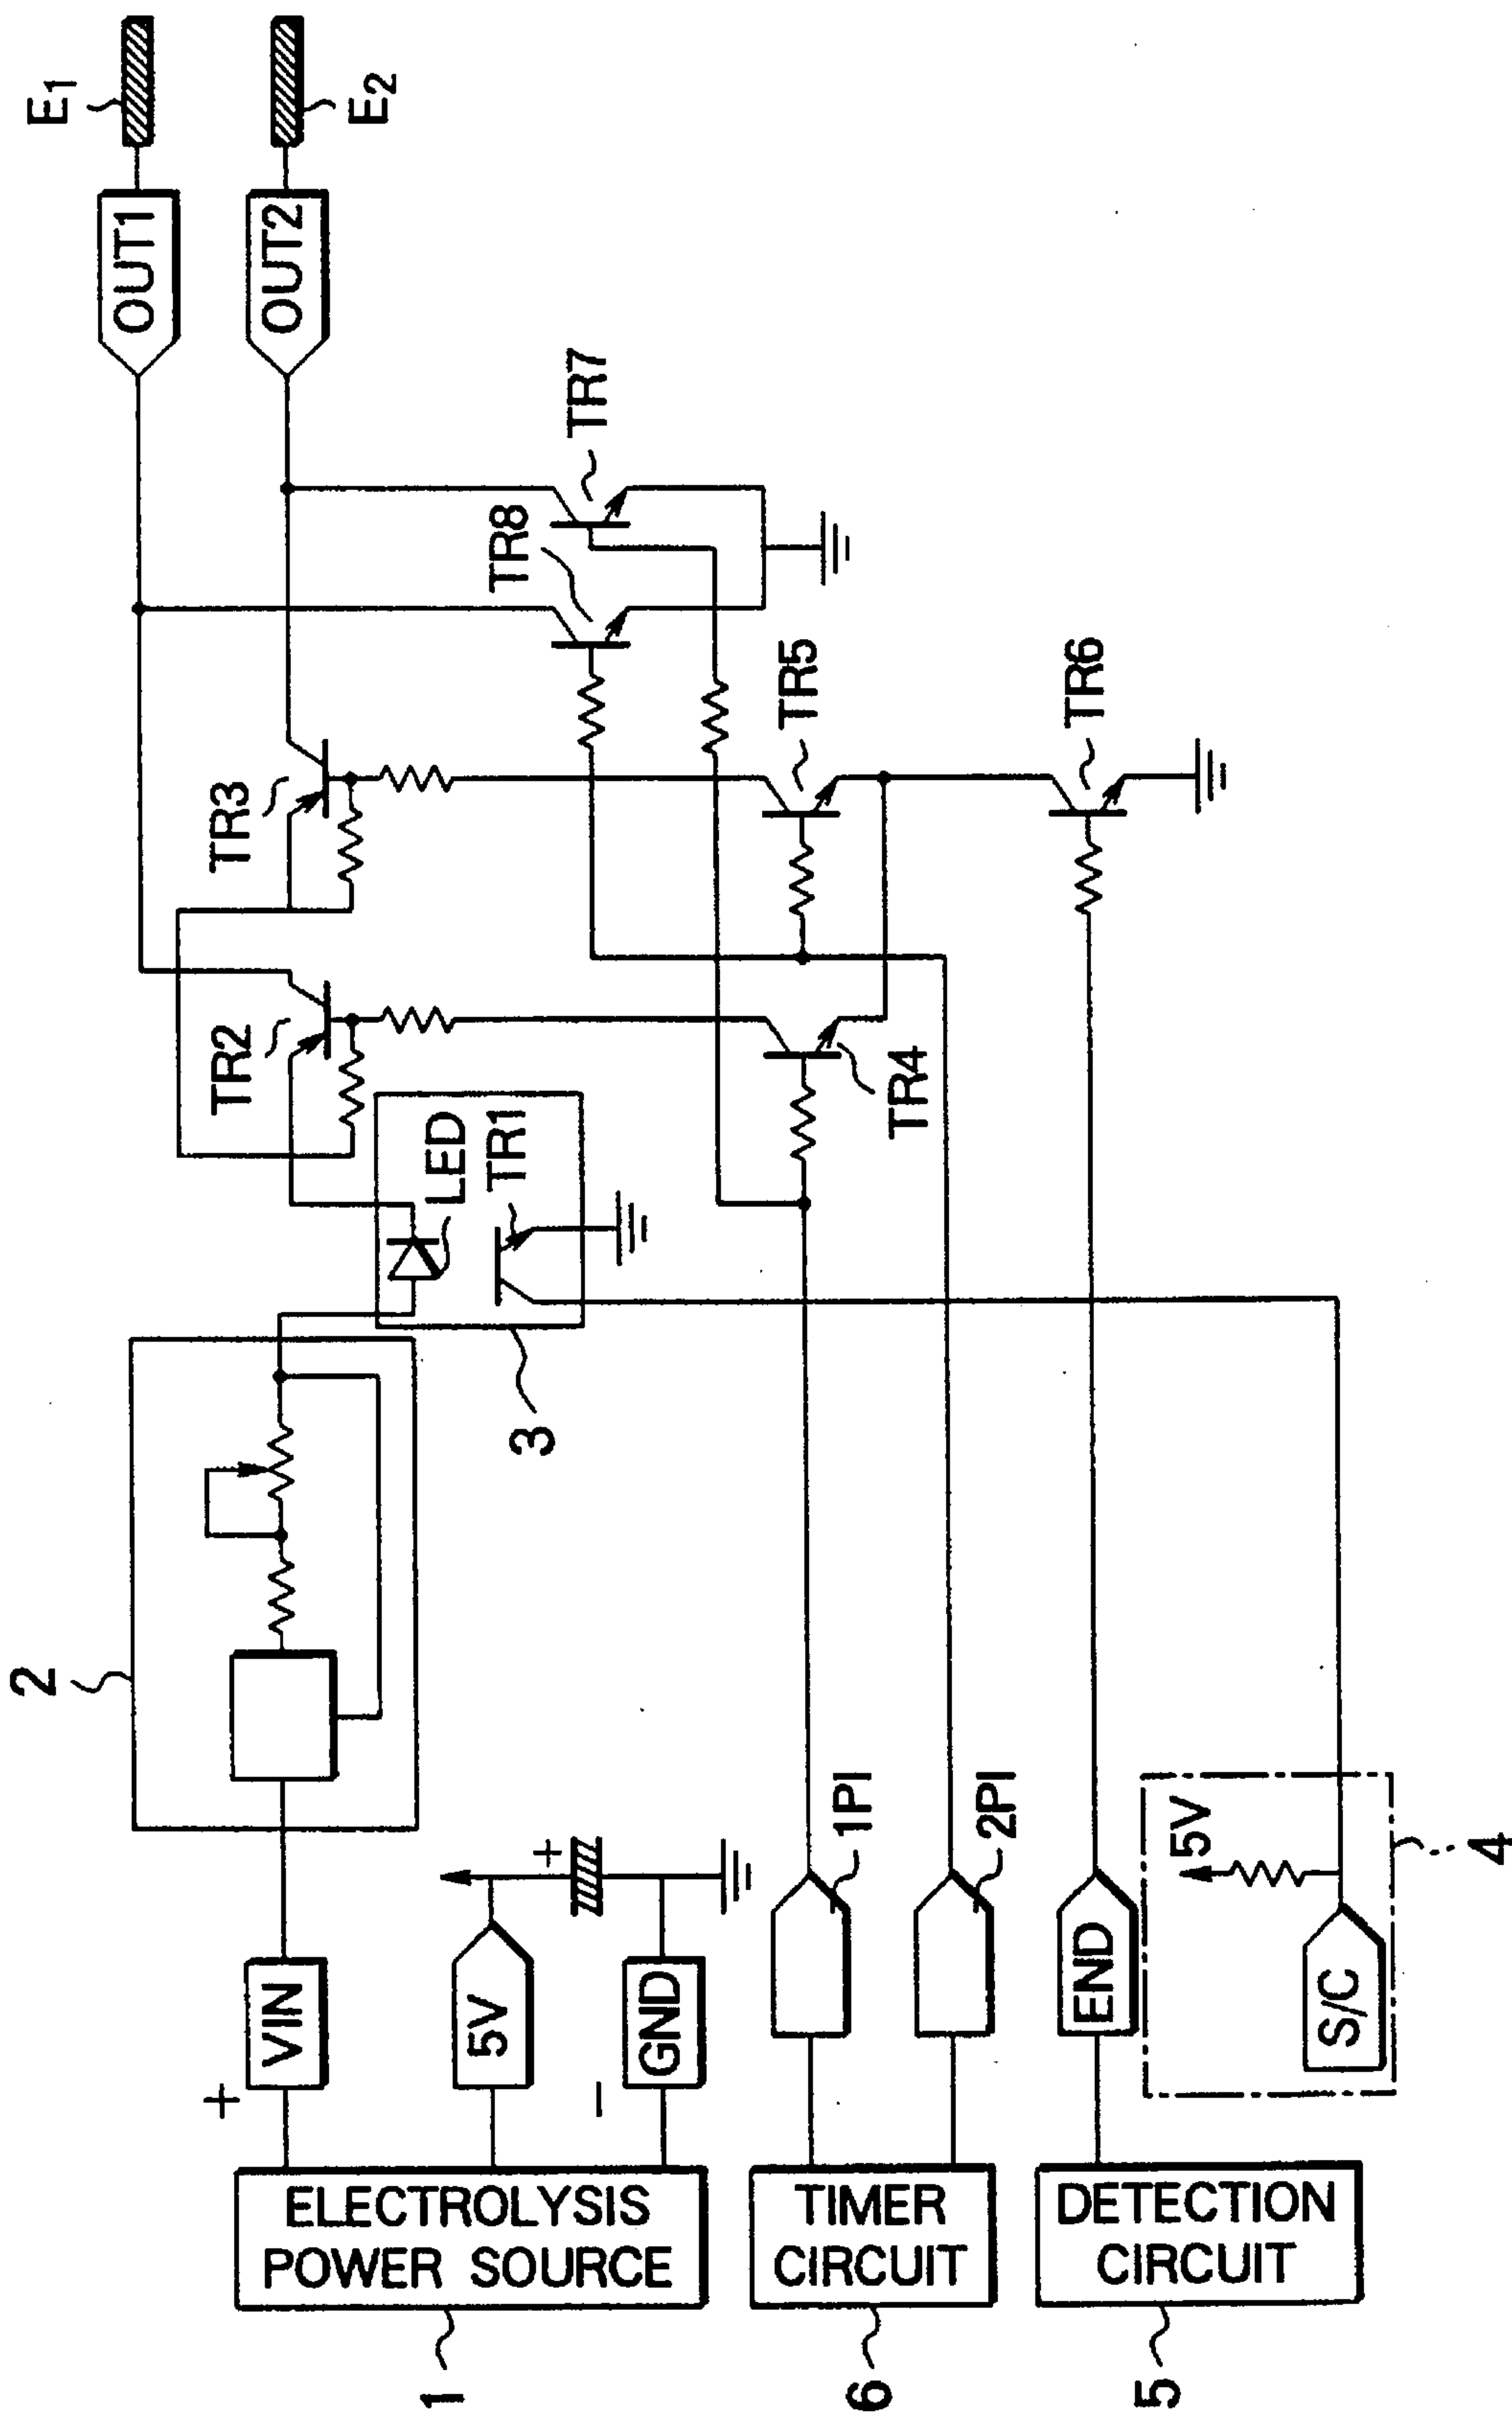 E1
E2
OUT1
OUT2
TR7
TR8
TR3
TR5
TR6
TR2
TR4
LED
TR1
3
2
+
VIN
5V
+
-
GND
1PI
2PI
END
5V
S/C
4
ELECTROLYSIS
POWER SOURCE
1
TIMER
CIRCUIT
6
DETECTION
CIRCUIT
5